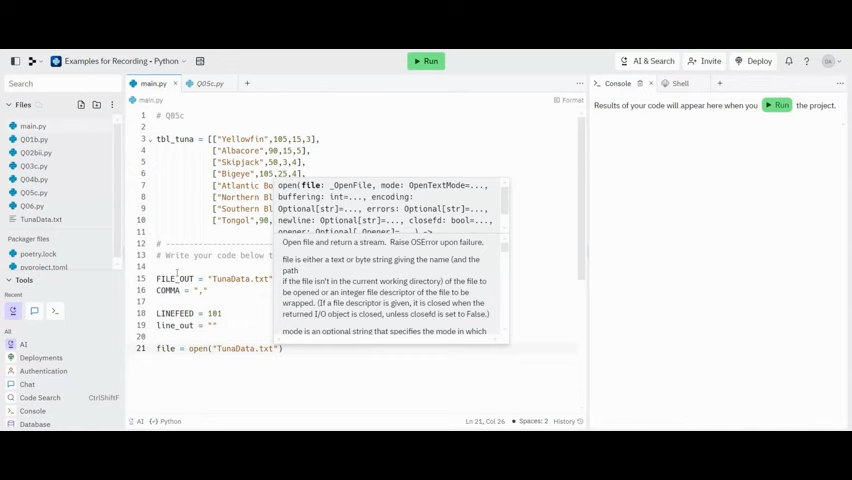 Examples for Recording - Python
Run
AI & Search
Invite
Deploy
DA
Search
main.py
Q05c.py
Console
Shell
Files
main.py
Format
Results of your code will appear here when you
Run
the project.
main.py
Q01b.py
Q02bii.py
Q03c.py
Q04b.py
Q05c.py
Q06.py
TunaData.txt
Packager files
poetry.lock
pyproject.toml
Tools
Recent
All
AI
Deployments
Authentication
Chat
Code Search
CtrlShiftF
Console
Database
1 # Q05c
2
3 tbl_tuna = [["Yellowfin",105,15,3],
4 ["Albacore",90,15,5],
5 ["Skipjack",50,3,4],
6 ["Bigeye",105,25,4],
7 ["Atlantic Bo
8 ["Northern Bl
9 ["Southern Bl
10 ["Tongol",90,
11
12 # ---------------------
13 # Write your code below t
14
15 FILE_OUT = "TunaData.txt"
16 COMMA = ","
17
18 LINEFEED = 101
19 line_out = ""
20
21 file = open("TunaData.txt")
open(file: _OpenFile, mode: OpenTextMode=...,
buffering: int=..., encoding:
Optional[str]=..., errors: Optional[str]=...,
newline: Optional[str]=..., closefd: bool=...,
opener: Optional[_Opener]=...) ->
Open file and return a stream. Raise OSError upon failure.
file is either a text or byte string giving the name (and the
path
if the file isn't in the current working directory) of the file to
be opened or an integer file descriptor of the file to be
wrapped. (If a file descriptor is given, it is closed when the
returned I/O object is closed, unless closefd is set to False.)
mode is an optional string that specifies the mode in which
AI
Python
Ln 21, Col 26
Spaces: 2
History